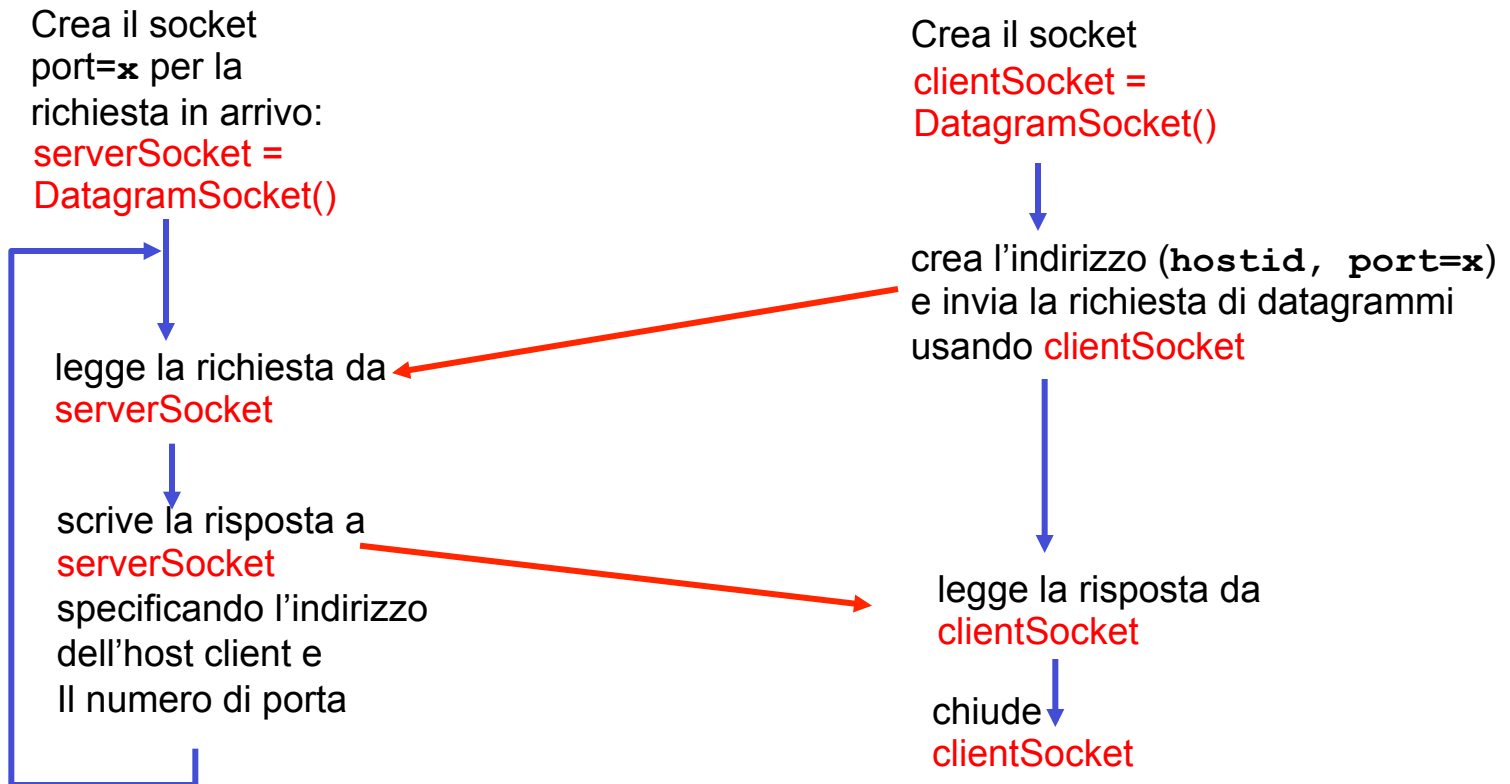 Crea il socket
port=x per la
richiesta in arrivo:
serverSocket =
DatagramSocket()
legge la richiesta da
serverSocket
scrive la risposta a
serverSocket
specificando l’indirizzo
dell’host client e
Il numero di porta
Crea il socket
clientSocket =
DatagramSocket()
crea l’indirizzo (hostid, port=x)
e invia la richiesta di datagrammi
usando clientSocket
legge la risposta da
clientSocket
chiude
clientSocket